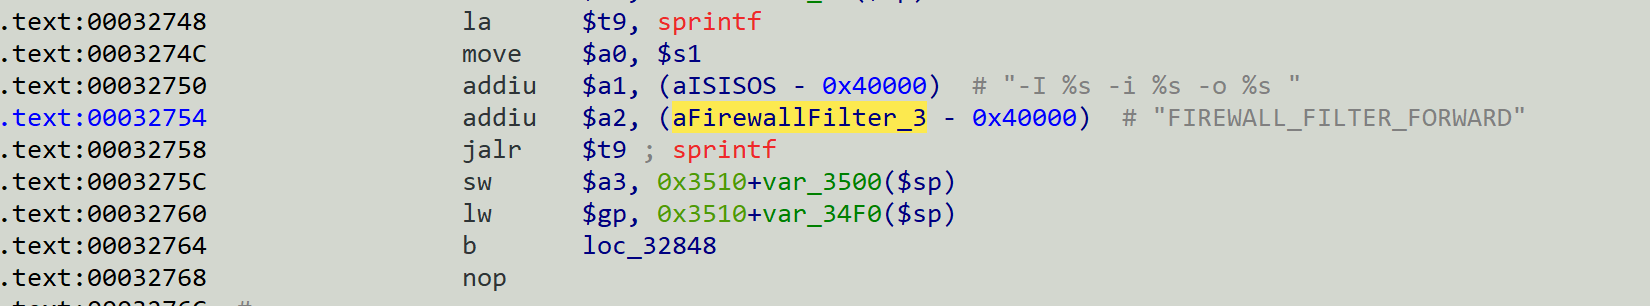 .text:00032748 la $t9, sprintf
.text:0003274C move $a0, $s1
.text:00032750 addiu $a1, (aISISOS - 0x40000) # "-I %s -i %s -o %s "
.text:00032754 addiu $a2, (aFirewallFilter_3 - 0x40000) # "FIREWALL_FILTER_FORWARD"
.text:00032758 jalr $t9 ; sprintf
.text:0003275C sw $a3, 0x3510+var_3500($sp)
.text:00032760 lw $gp, 0x3510+var_34F0($sp)
.text:00032764 b loc_32848
.text:00032768 nop
.text:0003276C #